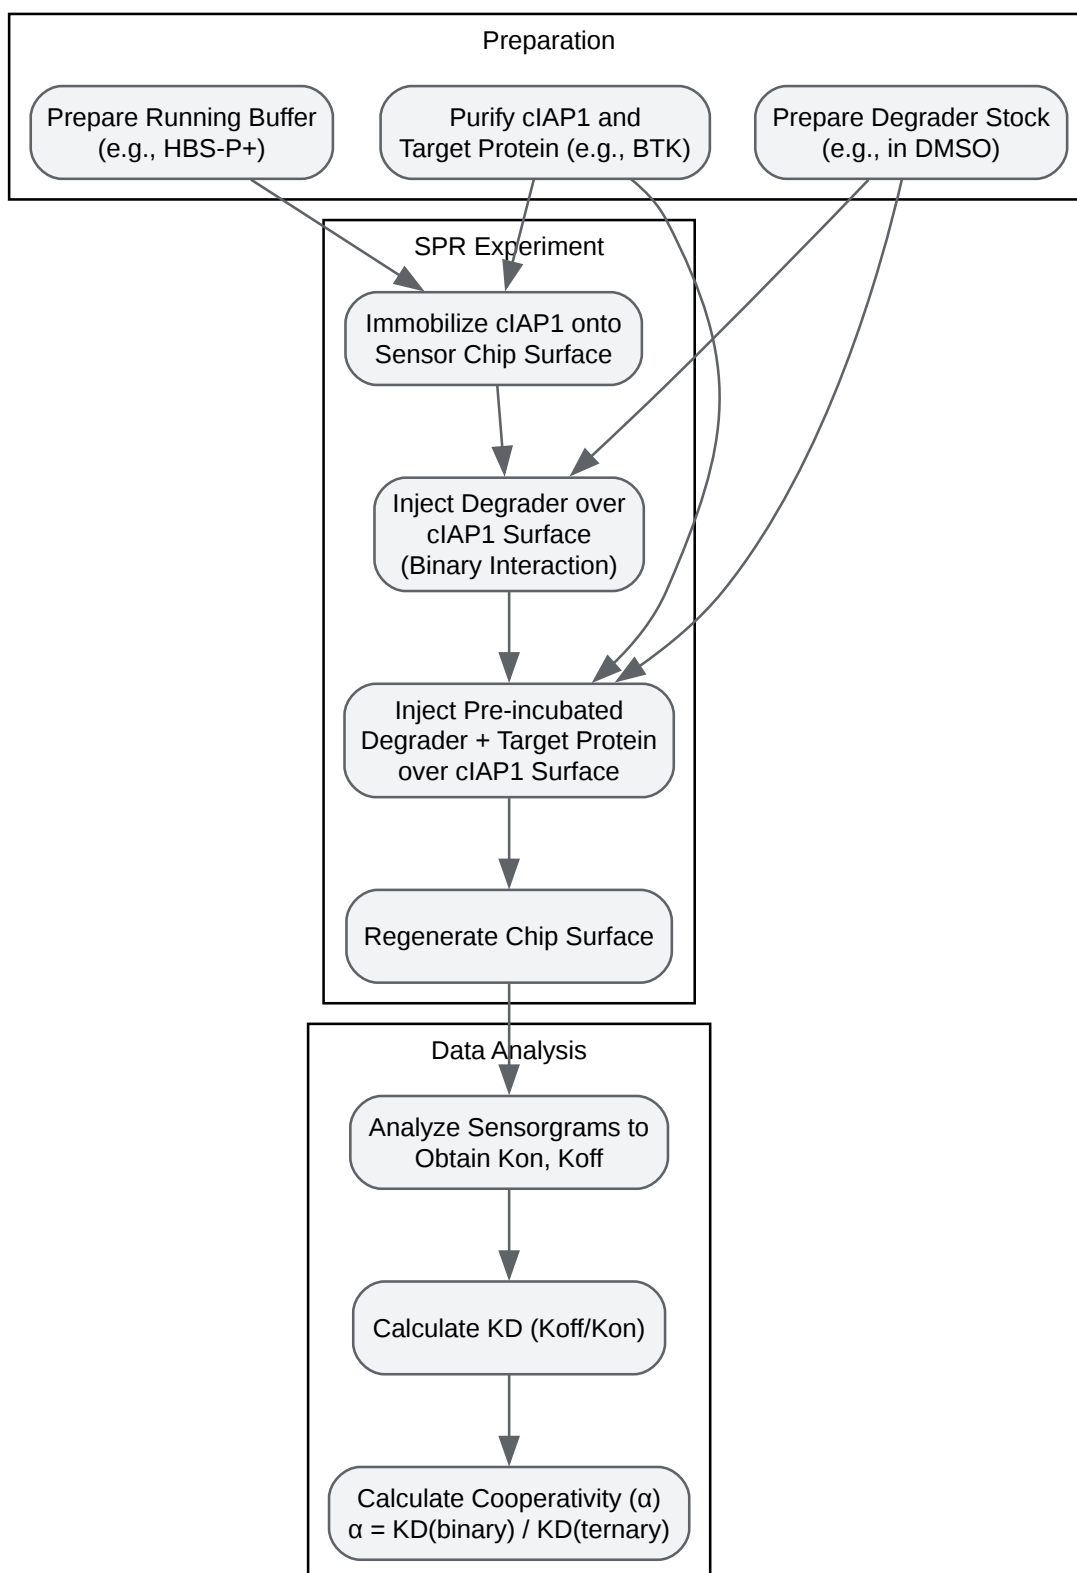 Preparation
Prepare Running Buffer
(e.g., HBS-P+)
Purify cIAP1 and
Target Protein (e.g., BTK)
Prepare Degrader Stock
(e.g., in DMSO)
SPR Experiment
Immobilize cIAP1 onto
Sensor Chip Surface
Inject Degrader over
cIAP1 Surface
(Binary Interaction)
Inject Pre-incubated
Degrader + Target Protein
over cIAP1 Surface
Regenerate Chip Surface
Data Analysis
Analyze Sensorgrams to
Obtain Kon, Koff
Calculate KD (Koff/Kon)
Calculate Cooperativity (α)
α = KD(binary) / KD(ternary)